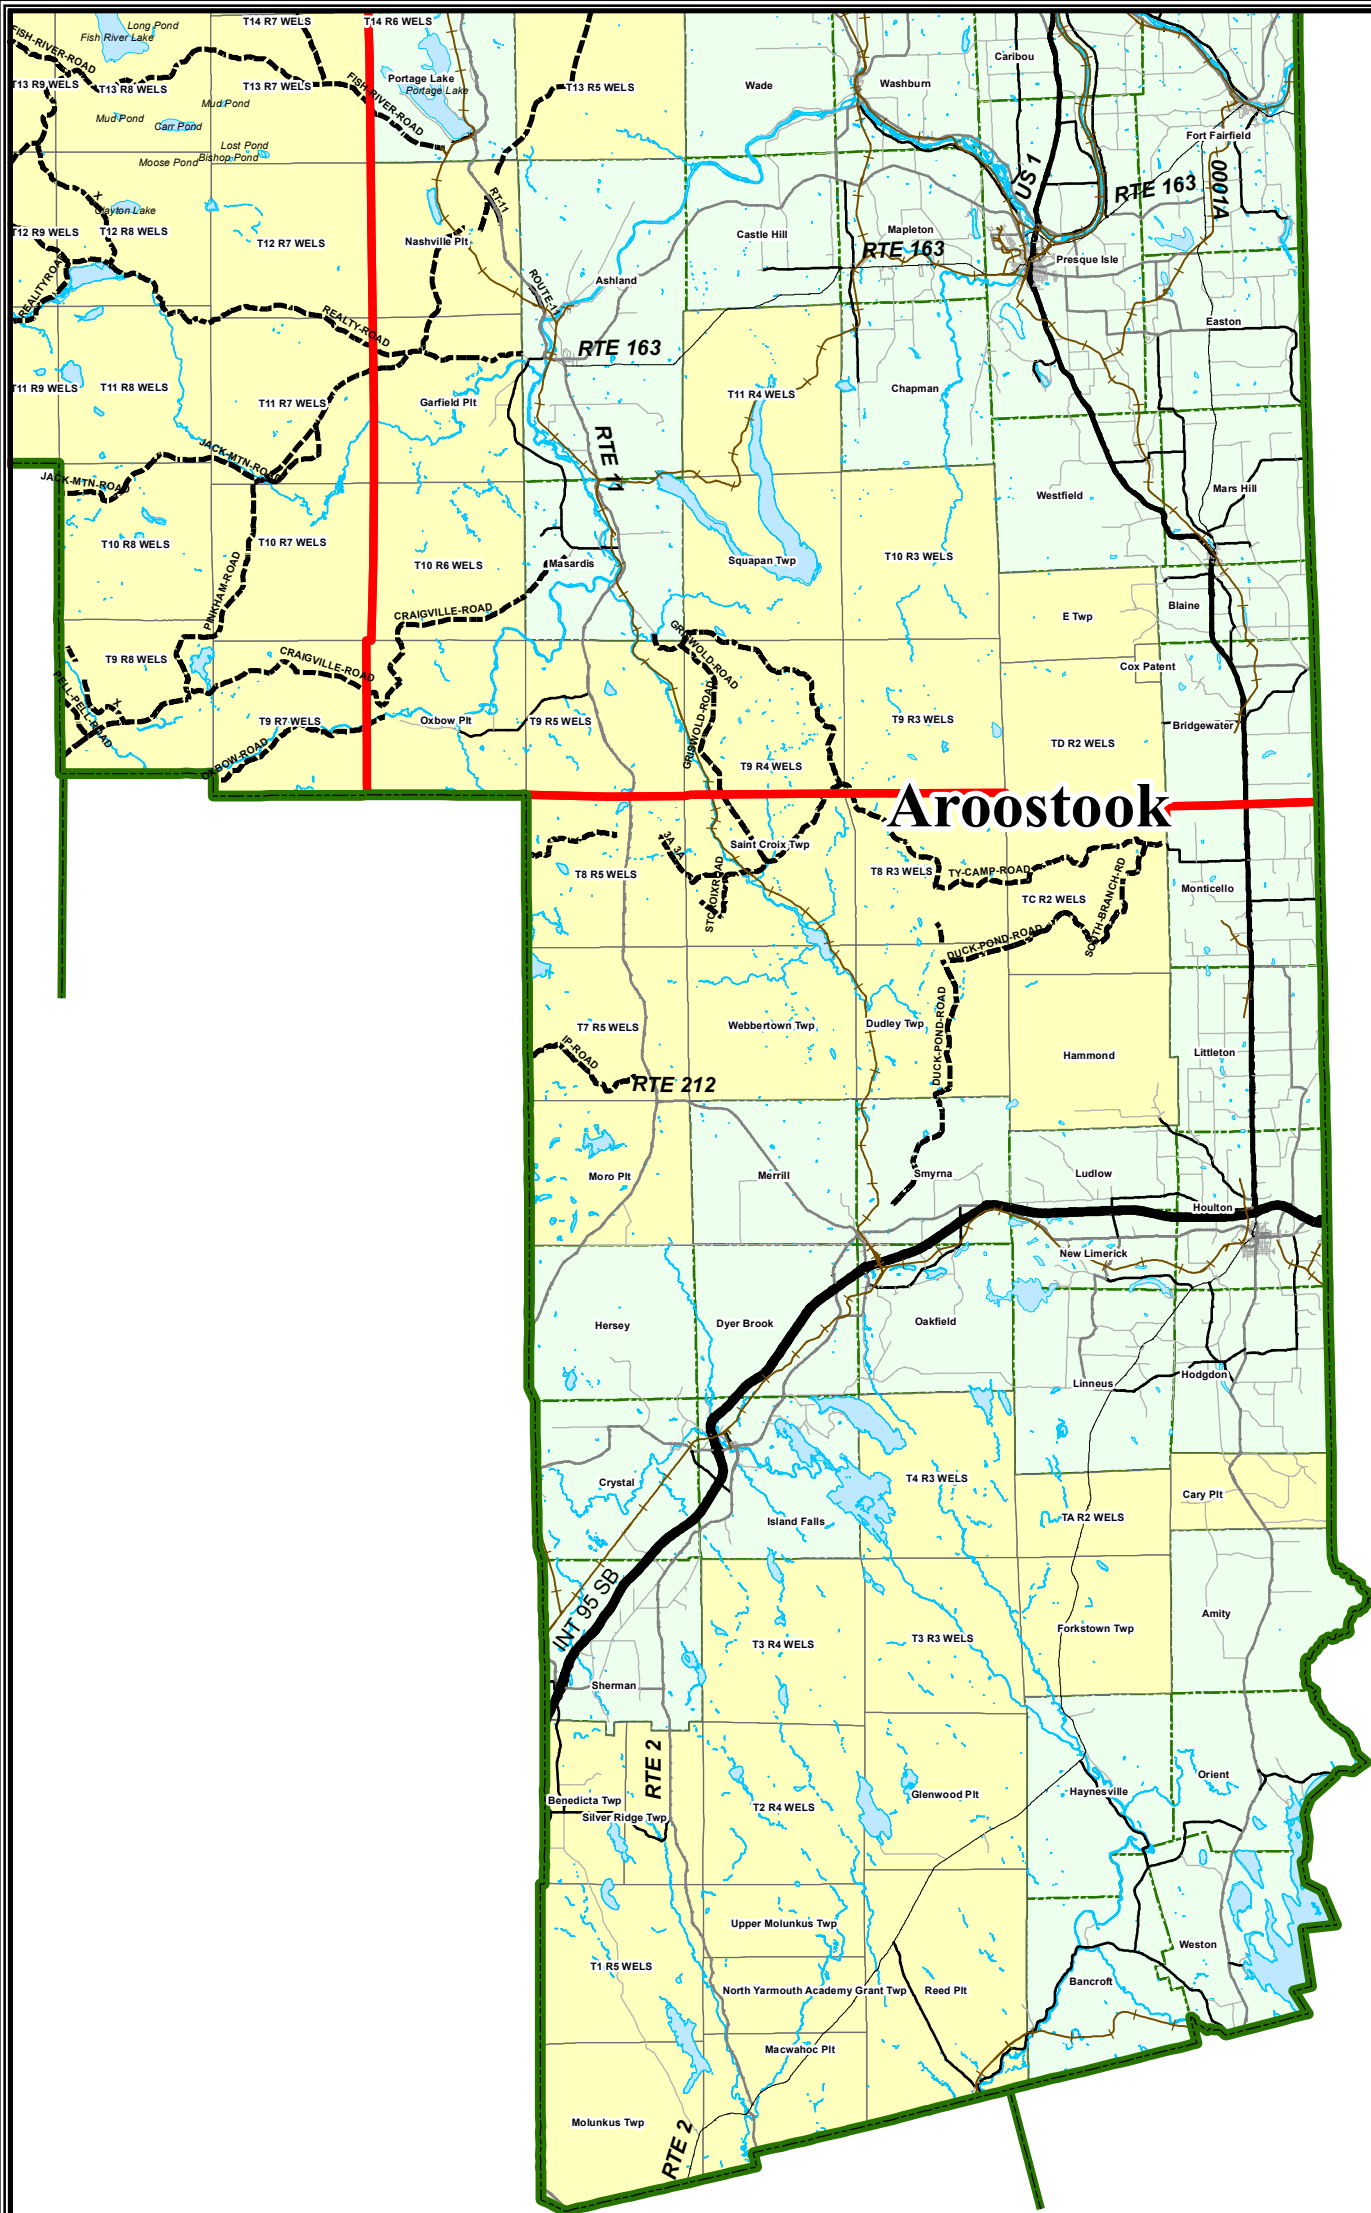 T14 R7 WELS
T14 R6 WELS
Long Pond
Fish River Lake
FISH-RIVER-ROAD
Caribou
T13 R9 WELS
T13 R8 WELS
T13 R7 WELS
FISH-RIVER-ROAD
Portage Lake
Portage Lake
T13 R5 WELS
Wade
Washburn
Mud Pond
Mud Pond
Carr Pond
Fort Fairfield
Lost Pond
Bishop Pond
Moose Pond
US 1
RTE 163
0001A
RT-11
Clayton Lake
T12 R9 WELS
T12 R8 WELS
T12 R7 WELS
Nashville Plt
Castle Hill
Mapleton
RTE 163
Presque Isle
REALITYROAD
Ashland
ROUTE-11
REALTY-ROAD
Easton
RTE 163
T11 R9 WELS
T11 R8 WELS
T11 R7 WELS
Garfield Plt
T11 R4 WELS
Chapman
RTE 11
JACK-MTN-ROAD
JACK-MTN-ROAD
Westfield
Mars Hill
T10 R8 WELS
T10 R7 WELS
T10 R6 WELS
Masardis
Squapan Twp
T10 R3 WELS
PINKHAM-ROAD
CRAIGVILLE-ROAD
E Twp
Blaine
GRISWOLD-ROAD
T9 R8 WELS
CRAIGVILLE-ROAD
Cox Patent
PELL-PELL-ROAD
GRISWOLD-ROAD
T9 R7 WELS
Oxbow Plt
T9 R5 WELS
T9 R3 WELS
Bridgewater
TD R2 WELS
OXBOW-ROAD
T9 R4 WELS
Aroostook
3A 3A
Saint Croix Twp
T8 R5 WELS
T8 R3 WELS
TY-CAMP-ROAD
SOUTH-BRANCH-RD
STCROIXROAD
TC R2 WELS
Monticello
DUCK-POND-ROAD
T7 R5 WELS
Webbertown Twp
Dudley Twp
DUCK-POND-ROAD
IP-ROAD
Hammond
Littleton
RTE 212
Moro Plt
Merrill
Smyrna
Ludlow
Houlton
New Limerick
Hersey
Dyer Brook
Oakfield
Linneus
Hodgdon
Crystal
T4 R3 WELS
Cary Plt
Island Falls
TA R2 WELS
INT 95 SB
Amity
T3 R4 WELS
T3 R3 WELS
Forkstown Twp
Sherman
RTE 2
Orient
Benedicta Twp
Silver Ridge Twp
T2 R4 WELS
Glenwood Plt
Haynesville
Upper Molunkus Twp
Weston
T1 R5 WELS
North Yarmouth Academy Grant Twp
Reed Plt
Bancroft
Macwahoc Plt
Molunkus Twp
RTE 2